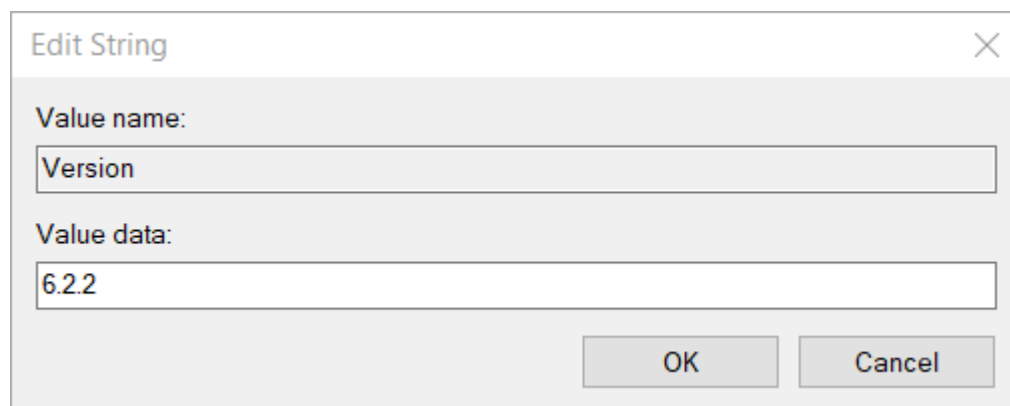 Edit String
Value name:
Version
Value data:
6.2.2
OK Cancel